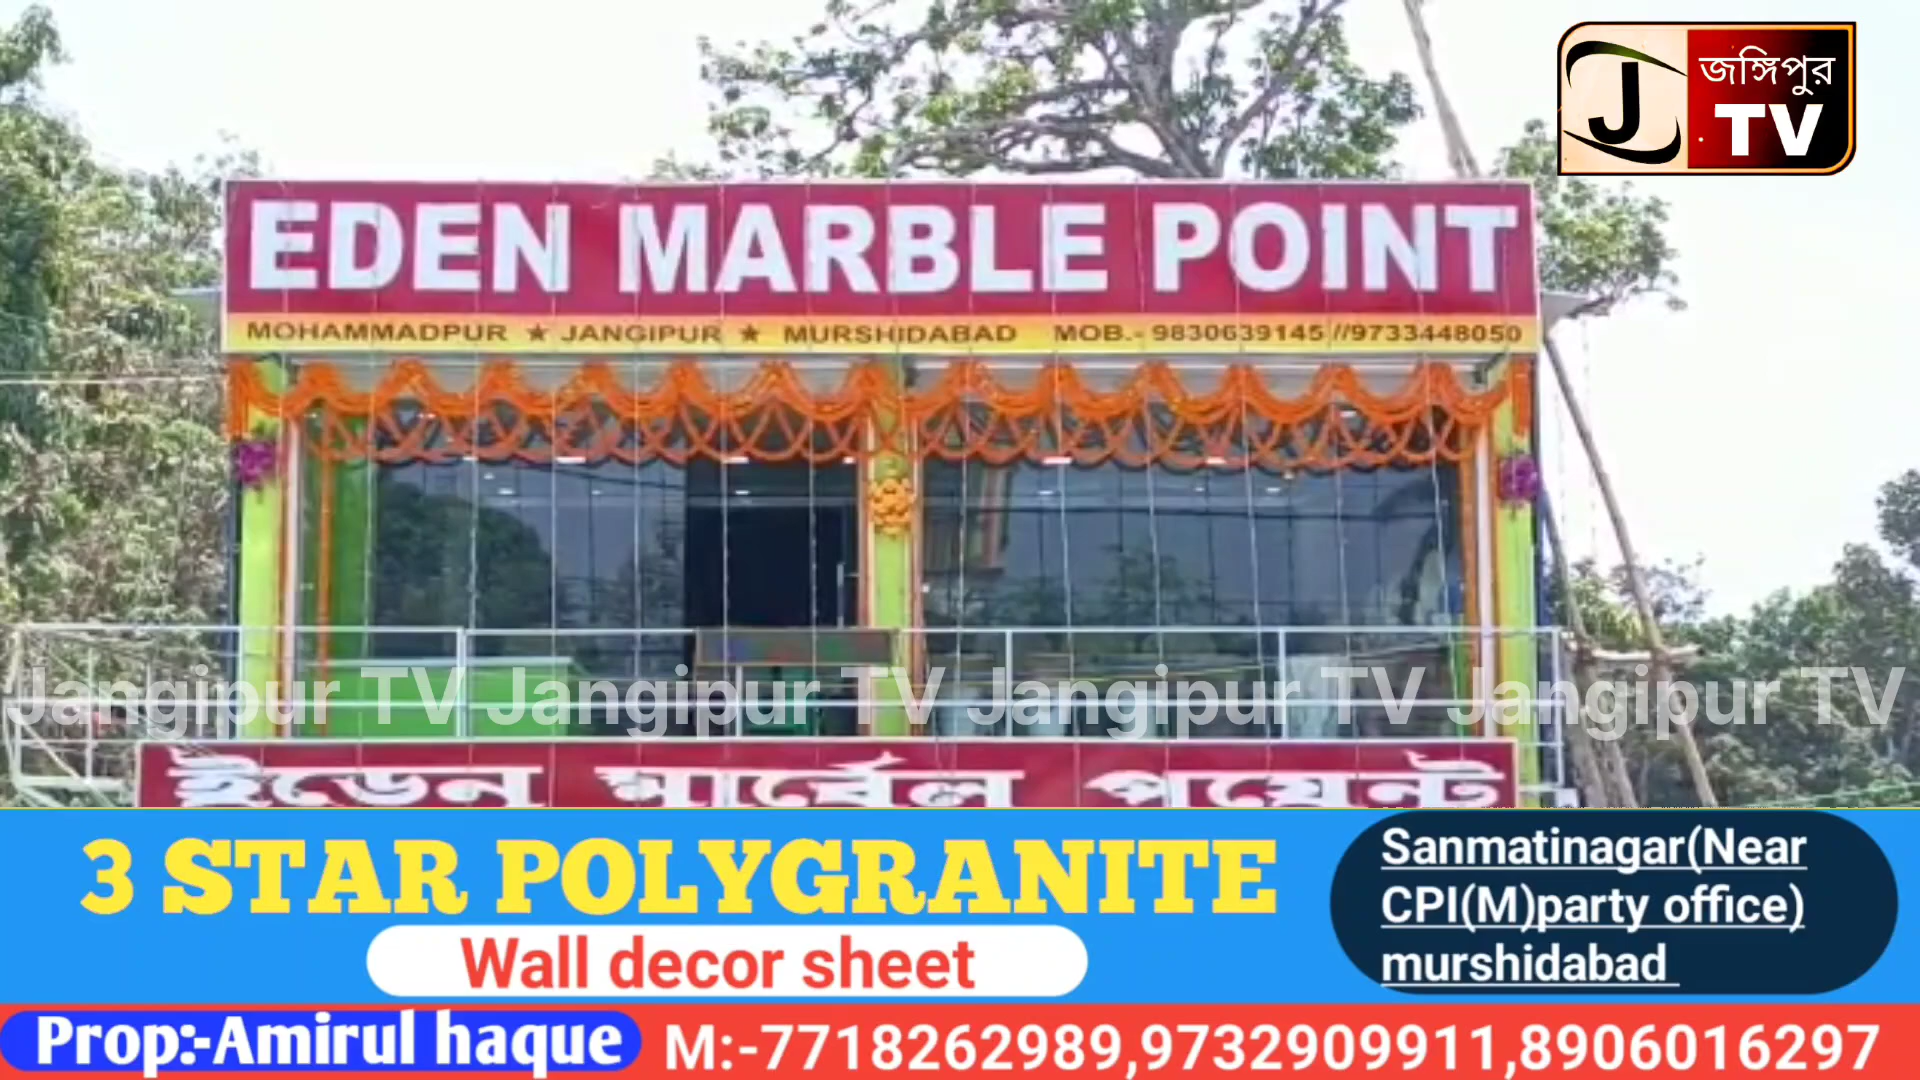 J জঙ্গিপুর
TV
EDEN MARBLE POINT
MOHAMMADPUR ★ JANGIPUR ★ MURSHIDABAD MOB.- 9830639145//9733448050
Jangipur TV Jangipur TV Jangipur TV Jangipur TV
ইডেন মার্বেল পয়েন্ট
3 STAR POLYGRANITE
Wall decor sheet
Sanmatinagar(Near
CPI(M)party office)
murshidabad
Prop:-Amirul haque
M:-7718262989,9732909911,8906016297